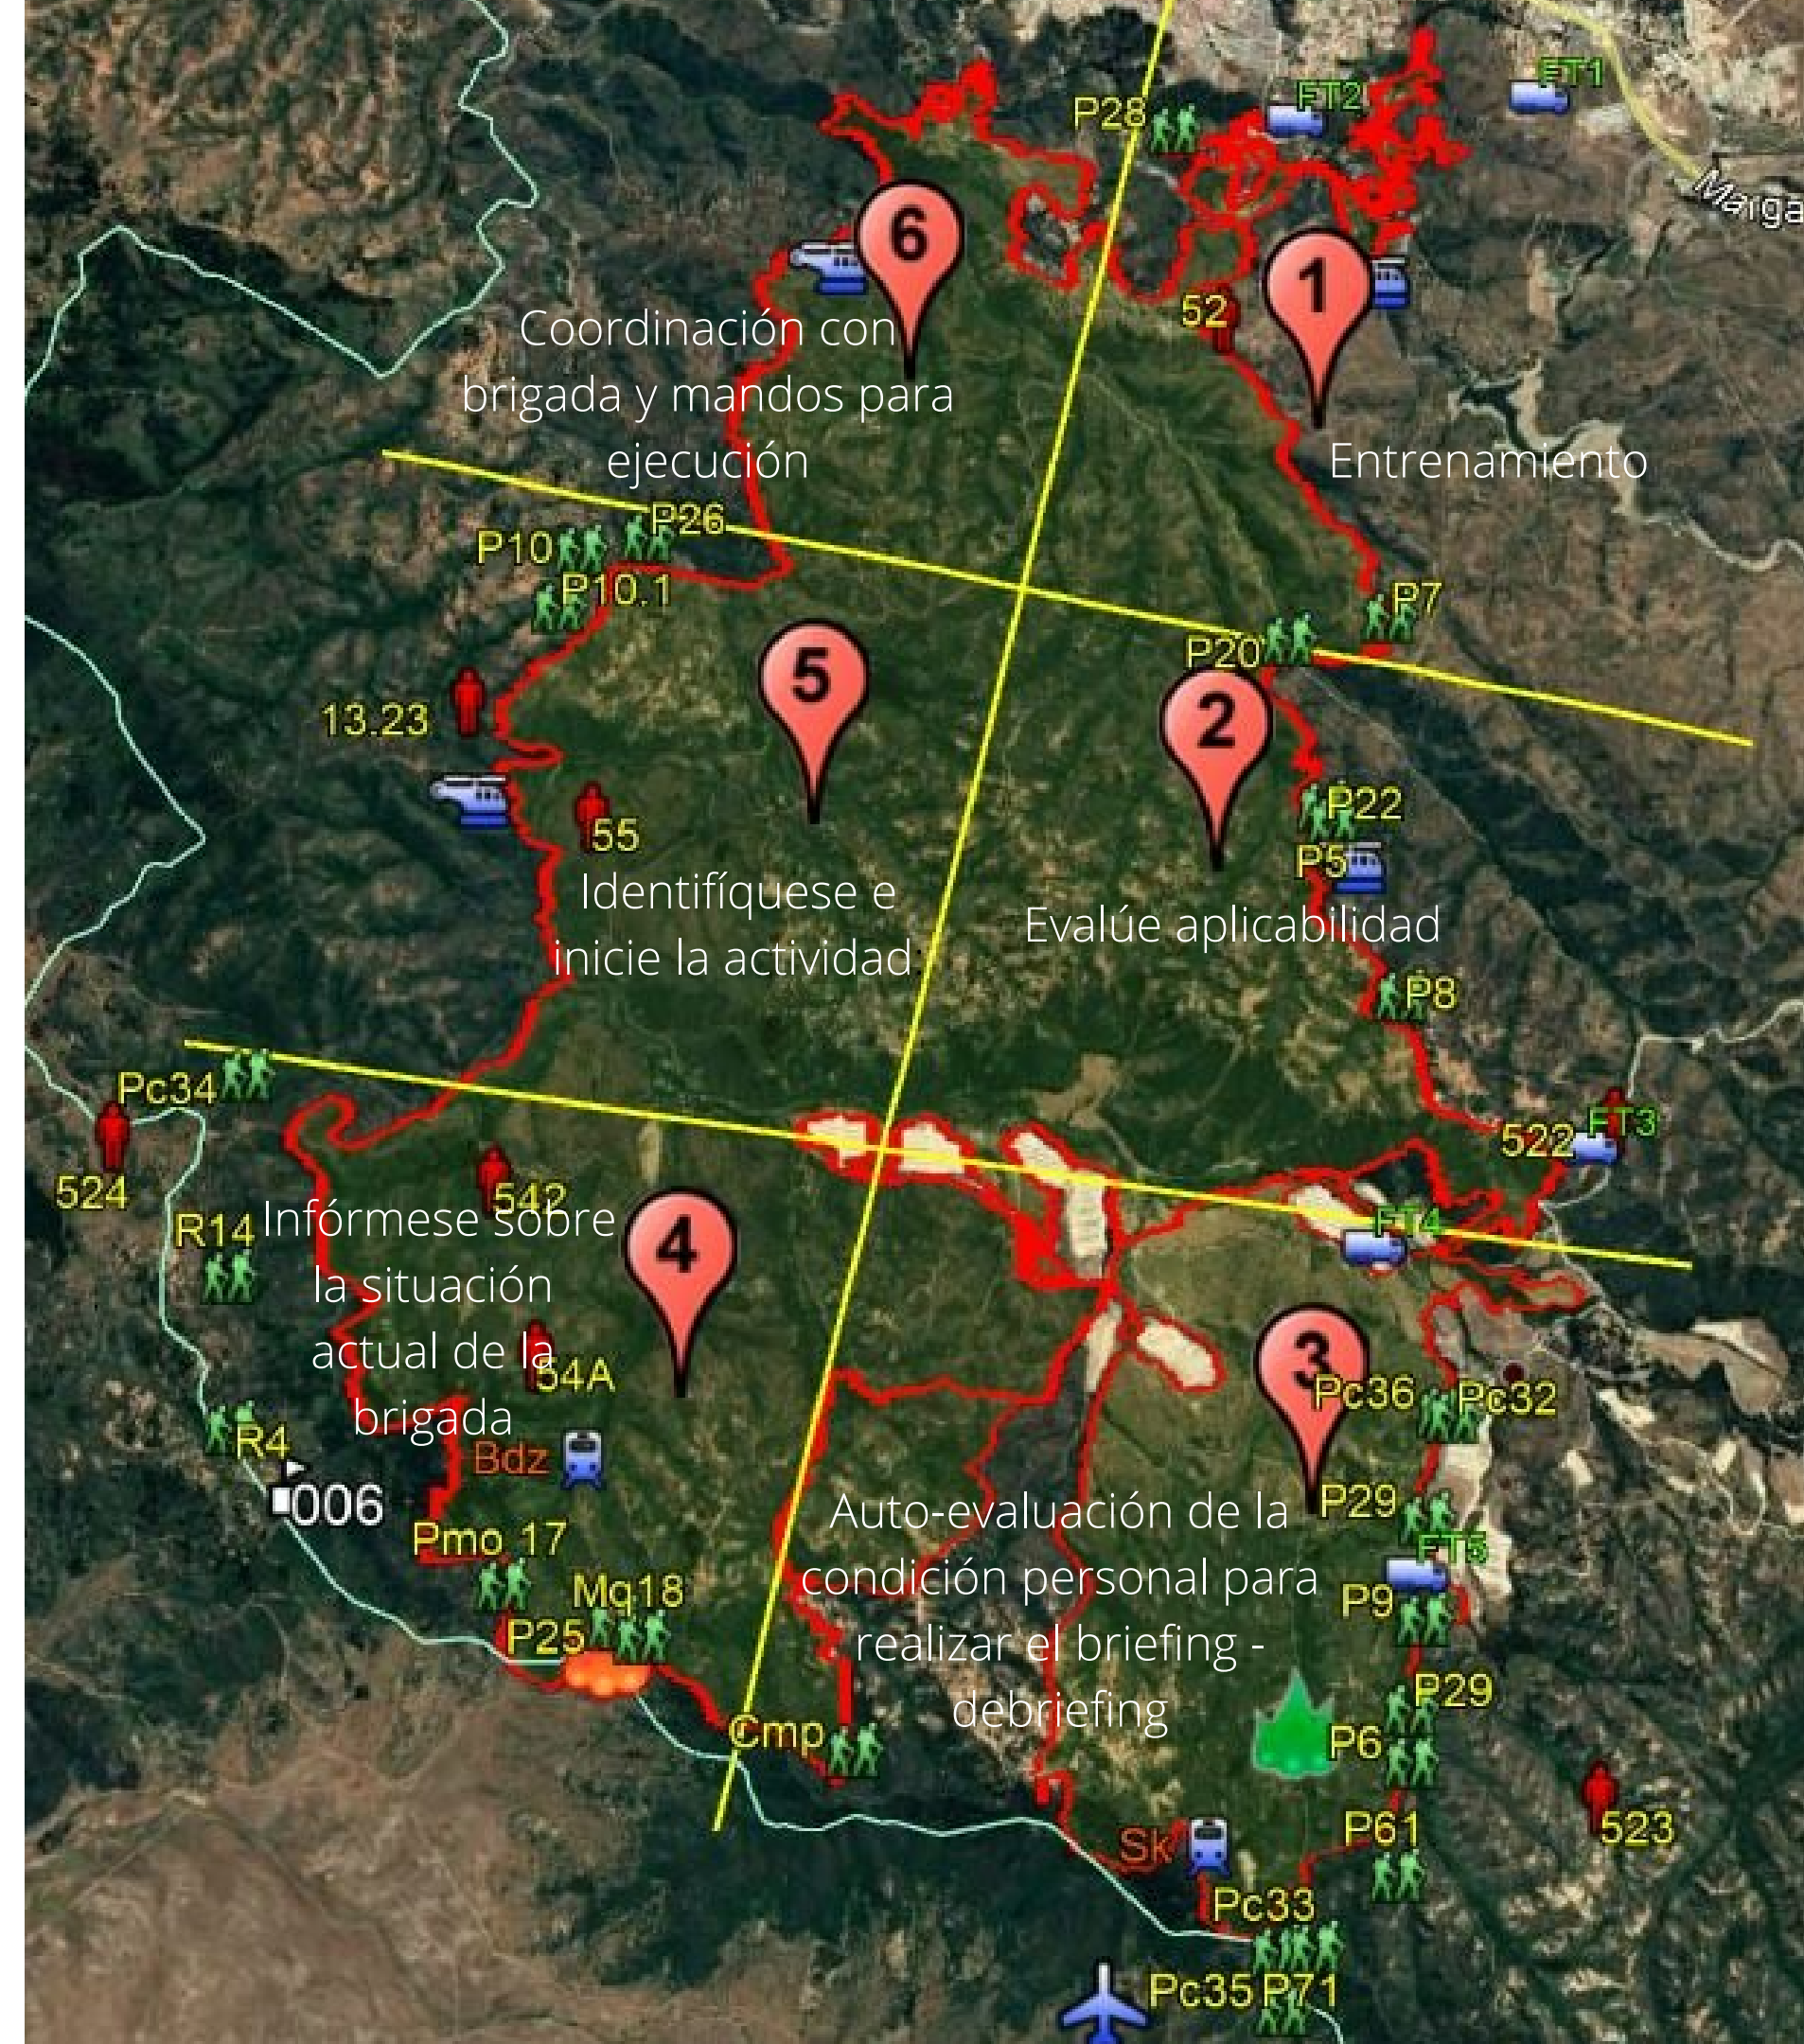 FT1
FT2
P28
Marga
6
1
52
Coordinación con
brigada y mandos para
ejecución
Entrenamiento
P26
P10
P10.1
P7
P20
5
2
13.23
P22
55
P5
Identifíquese e
inicie la actividad
Evalúe aplicabilidad
P8
Pc34
524
522
FT3
542
R14
Infórmese sobre
la situación
actual de la
brigada
4
FT4
3
54A
Pc36
Pc32
R4
Bdz
006
P29
Auto-evaluación de la
condición personal para
realizar el briefing -
debriefing
Pmo 17
FT5
Mq18
P9
P25
P29
Cmp
P6
523
P61
Sk
Pc33
Pc35
P71